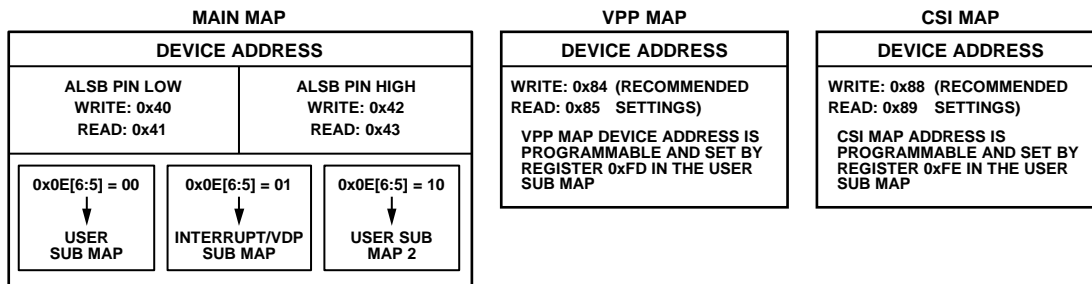 MAIN MAP
DEVICE ADDRESS
ALSB PIN LOW
WRITE: 0x40
READ: 0x41
ALSB PIN HIGH
WRITE: 0x42
READ: 0x43
0x0E[6:5] = 00
USER
SUB MAP
0x0E[6:5] = 01
INTERRUPT/VDP
SUB MAP
0x0E[6:5] = 10
USER SUB
MAP 2
VPP MAP
DEVICE ADDRESS
WRITE: 0x84 (RECOMMENDED
READ: 0x85 SETTINGS)
VPP MAP DEVICE ADDRESS IS
PROGRAMMABLE AND SET BY
REGISTER 0xFD IN THE USER
SUB MAP
CSI MAP
DEVICE ADDRESS
WRITE: 0x88 (RECOMMENDED
READ: 0x89 SETTINGS)
CSI MAP ADDRESS IS
PROGRAMMABLE AND SET BY
REGISTER 0xFE IN THE USER
SUB MAP